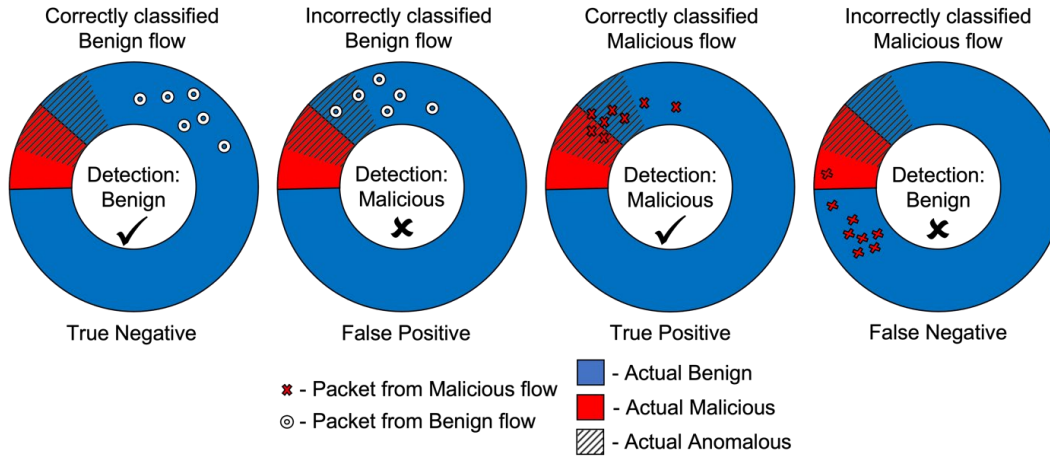 Correctly classified
Benign flow
Incorrectly classified
Benign flow
Correctly classified
Malicious flow
Incorrectly classified
Malicious flow
Detection:
Benign
Detection:
Malicious
Detection:
Malicious
Detection:
Benign
True Negative
False Positive
True Positive
False Negative
- Packet from Malicious flow
- Packet from Benign flow
- Actual Benign
- Actual Malicious
- Actual Anomalous